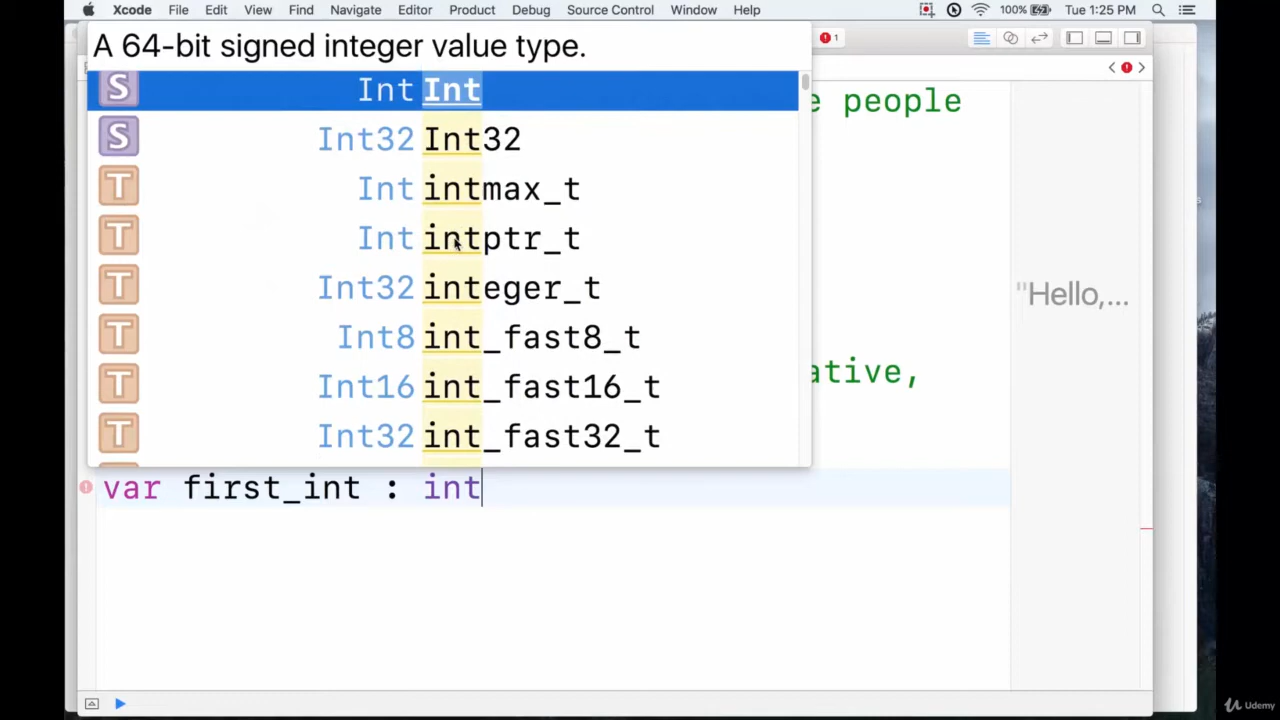 Xcode File Edit View Find Navigate Editor Product Debug Source Control Window Help 100% Tue 1:25 PM
A 64-bit signed integer value type.
1
S Int Int
people
S Int32 Int32
T Int intmax_t
T Int intptr_t
T Int32 integer_t
"Hello,...
T Int8 int_fast8_t
ative,
T Int16 int_fast16_t
T Int32 int_fast32_t
var first_int : int
Udemy